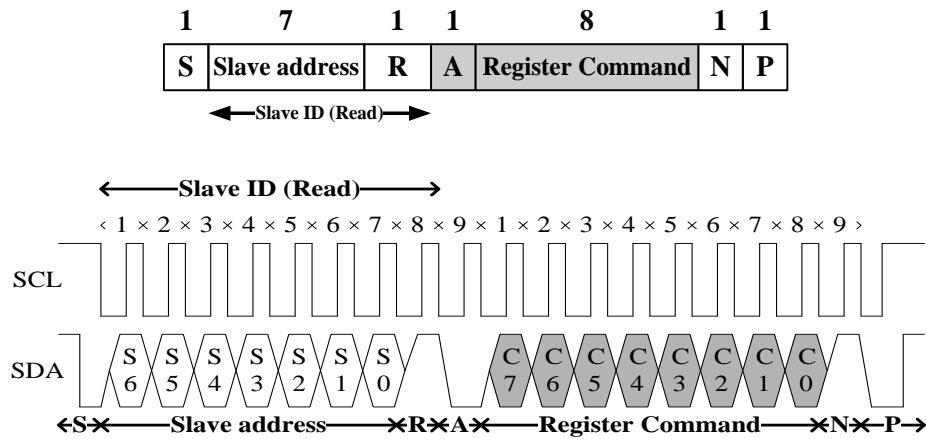 1 7 1 1 8 1 1
S Slave address R A Register Command N P
Slave ID (Read)
Slave ID (Read)
1 × 2 × 3 × 4 × 5 × 6 × 7 × 8 × 9 × 1 × 2 × 3 × 4 × 5 × 6 × 7 × 8 × 9
SCL
SDA
S6 S5 S4 S3 S2 S1 S0 C7 C6 C5 C4 C3 C2 C1 C0
S Slave address R A Register Command N P